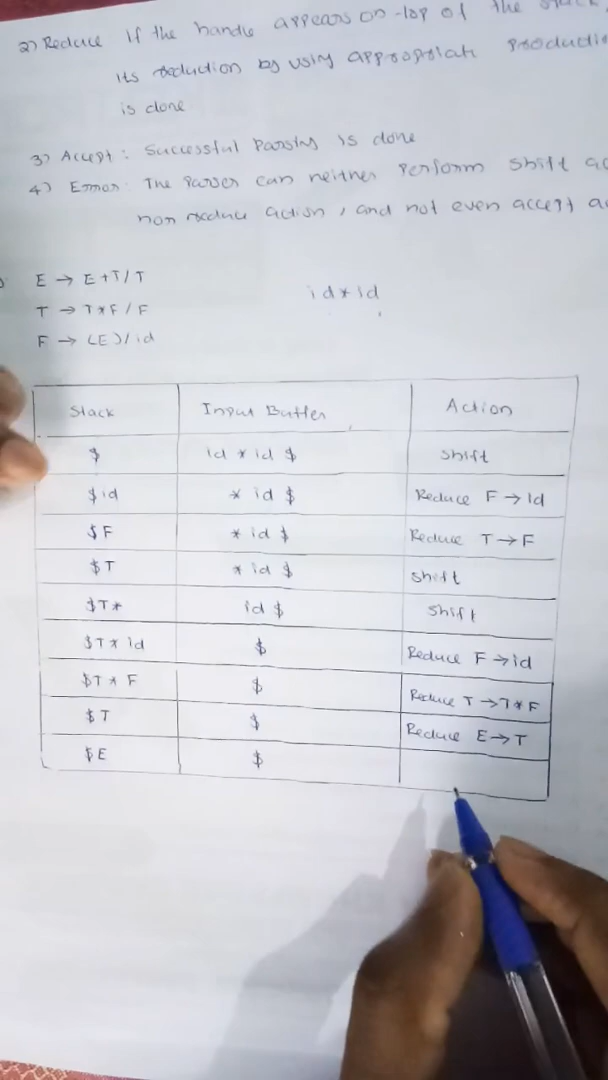 2) Reduce If the handle appears on top of the stack,
its reduction by using appropriate productio
is done
3) Accept: Successful Parsing is done
4) Error: The Parser can neither perform shift ac
non reduce action, and not even accept a
E → E+T/T
T → T*F/F
F → (E)/id
id*id
Stack Input Buffer Action
$ id * id $ Shift
$id * id $ Reduce F→id
$F * id $ Reduce T→F
$T * id $ Shift
$T* id $ Shift
$T*id $ Reduce F→id
$T*F $ Reduce T→T*F
$T $ Reduce E→T
$E $